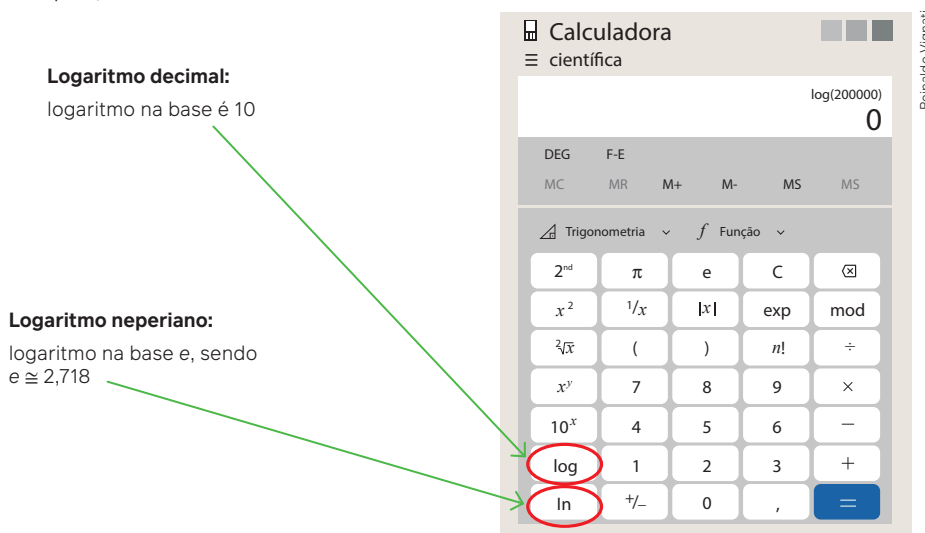 Logaritmo decimal:
logaritmo na base é 10
Logaritmo neperiano:
logaritmo na base e, sendo
e ≅ 2,718
Calculadora
☰ científica
log(200000)
0
DEG F-E
MC MR M+ M- MS MS
Trigonometria f Função
2ⁿᵈ π e C ⌫
x² ¹/x |x| exp mod
²√x ( ) n! ÷
xʸ 7 8 9 ×
10ˣ 4 5 6 −
log 1 2 3 +
ln +/− 0 , =
Reinaldo Vignati